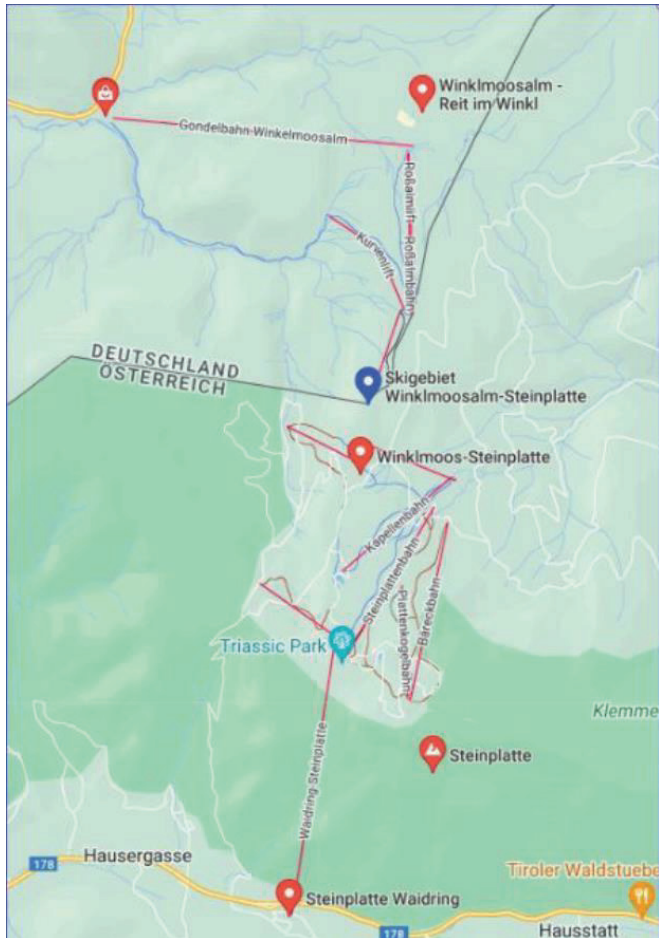 Winklmoosalm -
Reit im Winkl
Gondelbahn-Winkelmoosalm
Roßalmlift - Roßalmbahn
Kurienlift
DEUTSCHLAND
ÖSTERREICH
Skigebiet
Winklmoosalm-Steinplatte
Winklmoos-Steinplatte
Kapellenbahn
Steinplattenbahn
Plattenkogelbahn
Bäreckbahn
Triassic Park
Klemme
Steinplatte
Waidring-Steinplatte
Hausergasse
178
Tiroler Waldstuebe
Steinplatte Waidring
178
Hausstatt